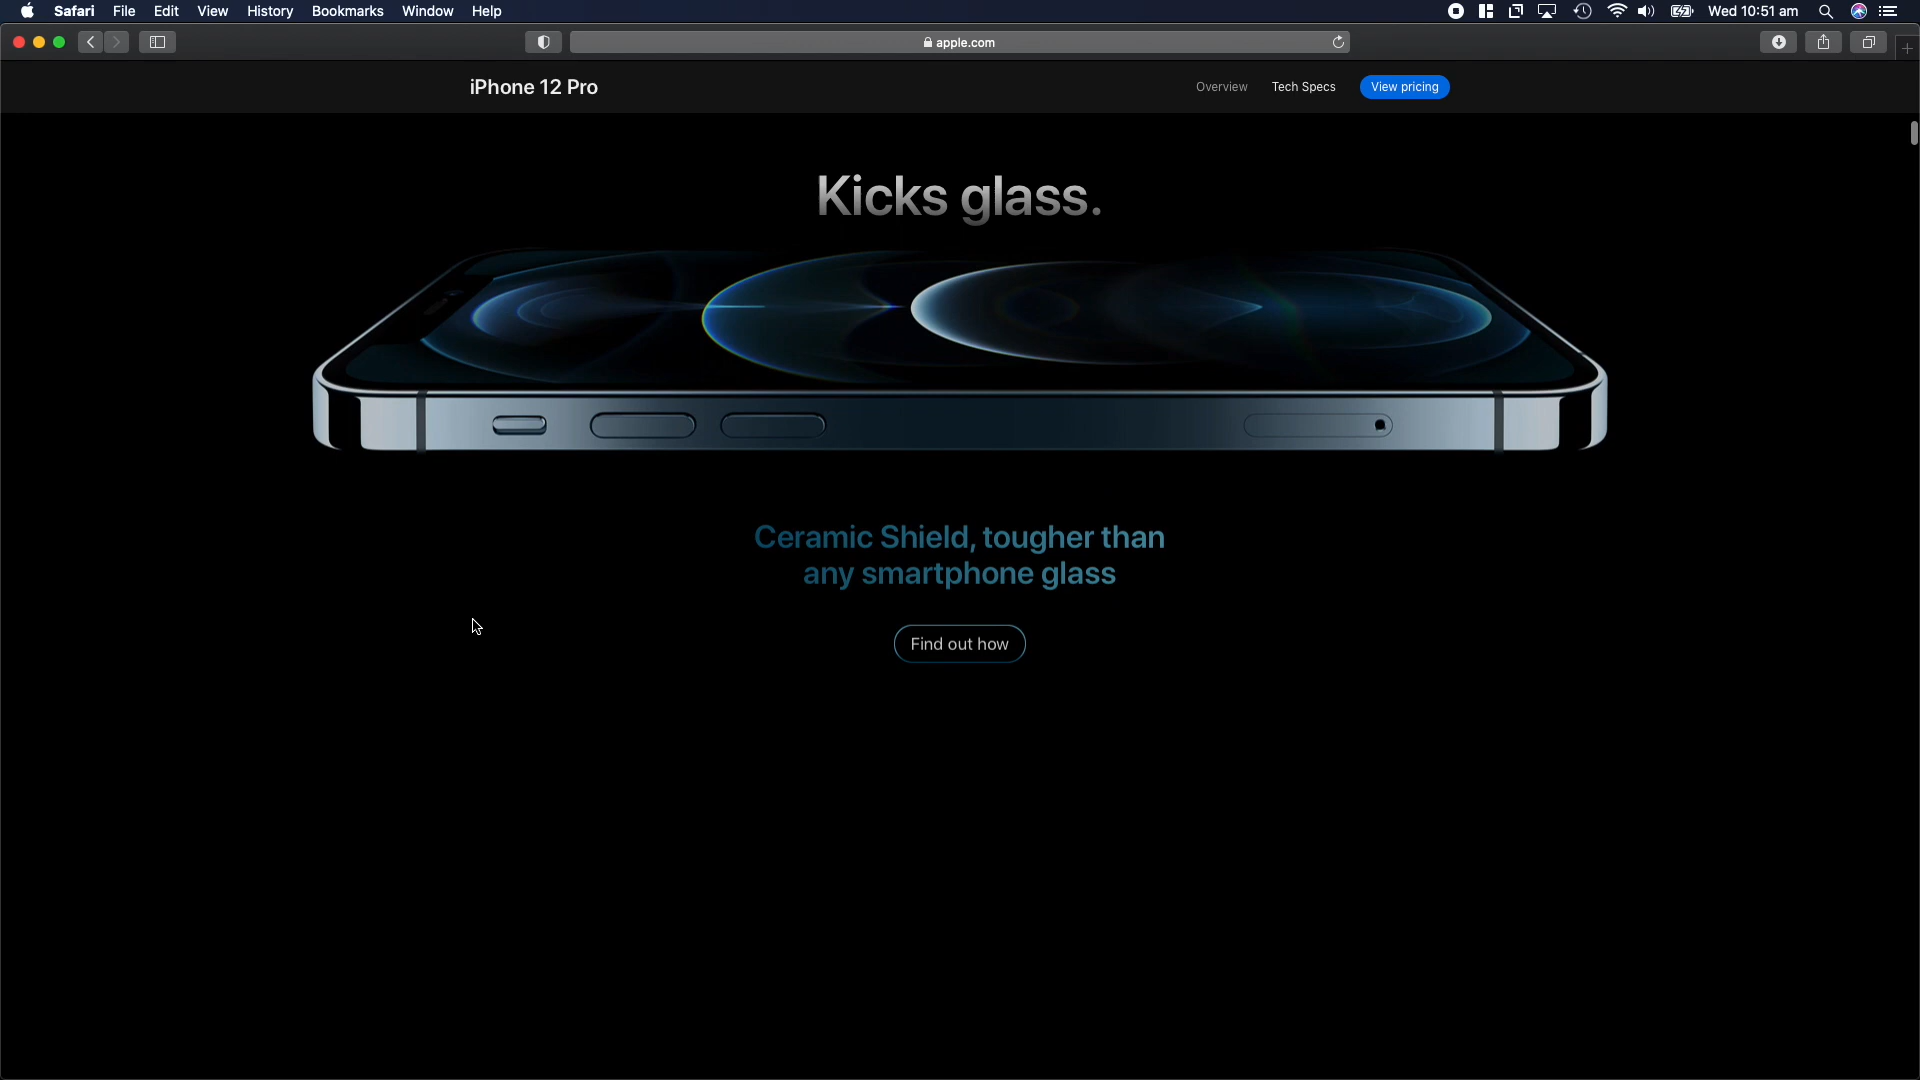 Safari File Edit View History Bookmarks Window Help Wed 10:51 am
apple.com
iPhone 12 Pro Overview Tech Specs View pricing
Kicks glass.
Ceramic Shield, tougher than
any smartphone glass
Find out how